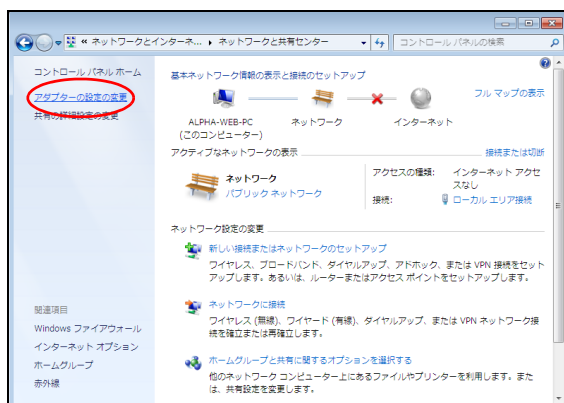 « ネットワークとインターネ... ▸ ネットワークと共有センター
コントロール パネルの検索
コントロール パネル ホーム
アダプターの設定の変更
共有の詳細設定の変更
基本ネットワーク情報の表示と接続のセットアップ
フル マップの表示
ALPHA-WEB-PC
(このコンピューター)
ネットワーク
インターネット
アクティブなネットワークの表示
接続または切断
ネットワーク
パブリック ネットワーク
アクセスの種類: インターネット アクセ
スなし
接続: ローカル エリア接続
ネットワーク設定の変更
新しい接続またはネットワークのセットアップ
ワイヤレス、ブロードバンド、ダイヤルアップ、アドホック、または VPN 接続をセット
アップします。あるいは、ルーターまたはアクセス ポイントをセットアップします。
ネットワークに接続
ワイヤレス (無線)、ワイヤード (有線)、ダイヤルアップ、または VPN ネットワーク接
続を確立または再確立します。
ホームグループと共有に関するオプションを選択する
他のネットワーク コンピューター上にあるファイルやプリンターを利用します。また
は、共有設定を変更します。
関連項目
Windows ファイアウォール
インターネット オプション
ホームグループ
赤外線